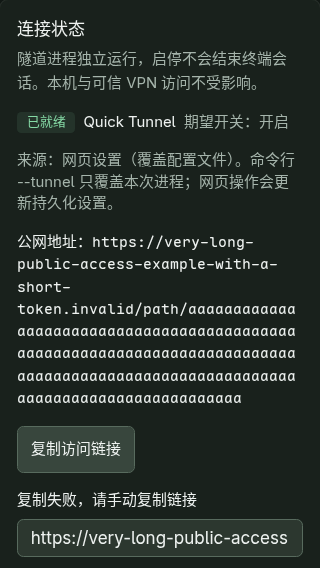 连接状态
隧道进程独立运行，启停不会结束终端会
话。本机与可信 VPN 访问不受影响。
已就绪 Quick Tunnel 期望开关：开启
来源：网页设置（覆盖配置文件）。命令行
--tunnel 只覆盖本次进程；网页操作会更
新持久化设置。
公网地址：https://very-long-
public-access-example-with-a-
short-
token.invalid/path/aaaaaaaaaaaa
aaaaaaaaaaaaaaaaaaaaaaaaaaaaaaa
aaaaaaaaaaaaaaaaaaaaaaaaaaaaaaa
aaaaaaaaaaaaaaaaaaaaaaaaaaaaaaa
aaaaaaaaaaaaaaaaaaaaaaaaa
复制访问链接
复制失败，请手动复制链接
https://very-long-public-access